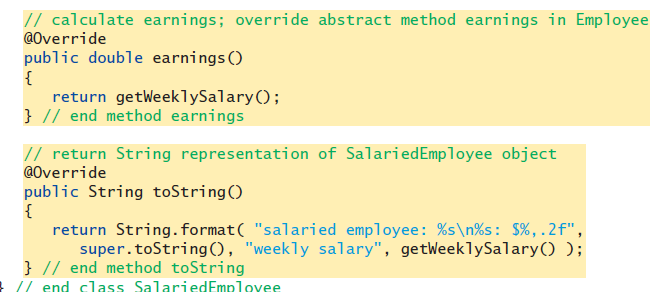 // calculate earnings; override abstract method earnings in Employee
@Override
public double earnings()
{
return getWeeklySalary();
} // end method earnings
// return String representation of SalariedEmployee object
@Override
public String toString()
{
return String.format( "salaried employee: %s\n%s: $%,.2f",
super.toString(), "weekly salary", getWeeklySalary() );
} // end method toString
} // end class SalariedEmployee